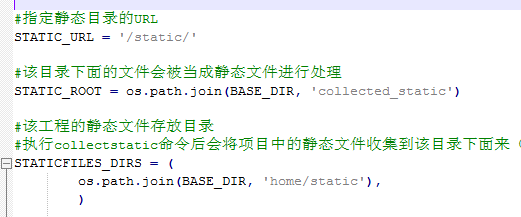 #指定静态目录的URL
STATIC_URL = '/static/'
#该目录下面的文件会被当成静态文件进行处理
STATIC_ROOT = os.path.join(BASE_DIR, 'collected_static')
#该工程的静态文件存放目录
#执行collectstatic命令后会将项目中的静态文件收集到该目录下面来
STATICFILES_DIRS = (
os.path.join(BASE_DIR, 'home/static'),
)